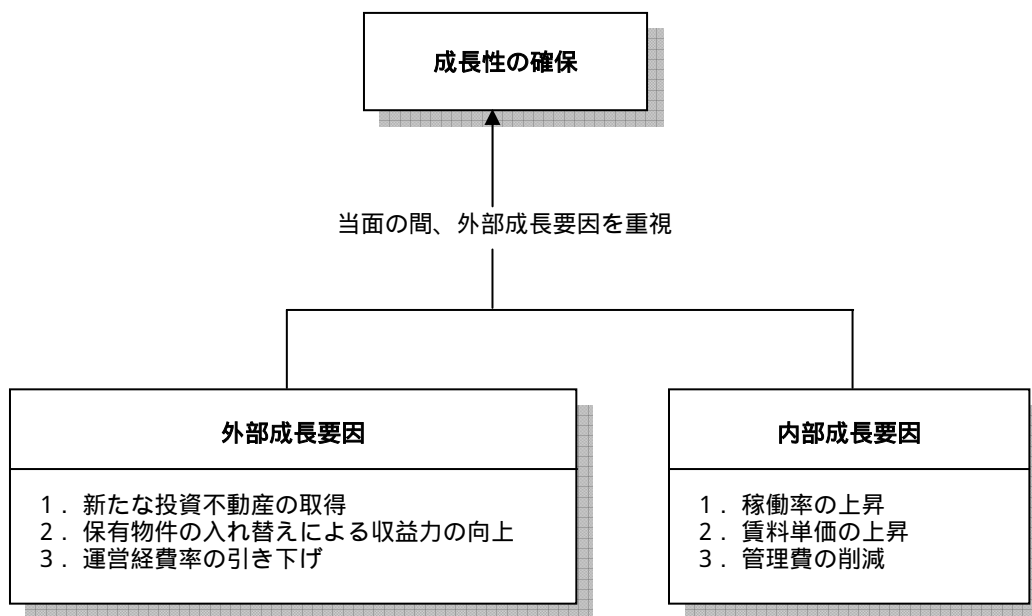 成長性の確保
当面の間、外部成長要因を重視
外部成長要因
1．新たな投資不動産の取得
2．保有物件の入れ替えによる収益力の向上
3．運営経費率の引き下げ
内部成長要因
1．稼働率の上昇
2．賃料単価の上昇
3．管理費の削減